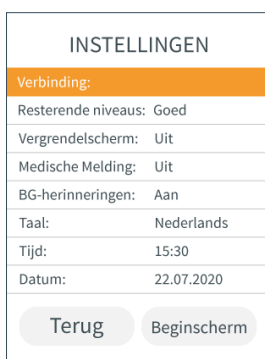 INSTELLINGEN
Verbinding:
Resterende niveaus: Goed
Vergrendelscherm: Uit
Medische Melding: Uit
BG-herinneringen: Aan
Taal: Nederlands
Tijd: 15:30
Datum: 22.07.2020
Terug Beginscherm